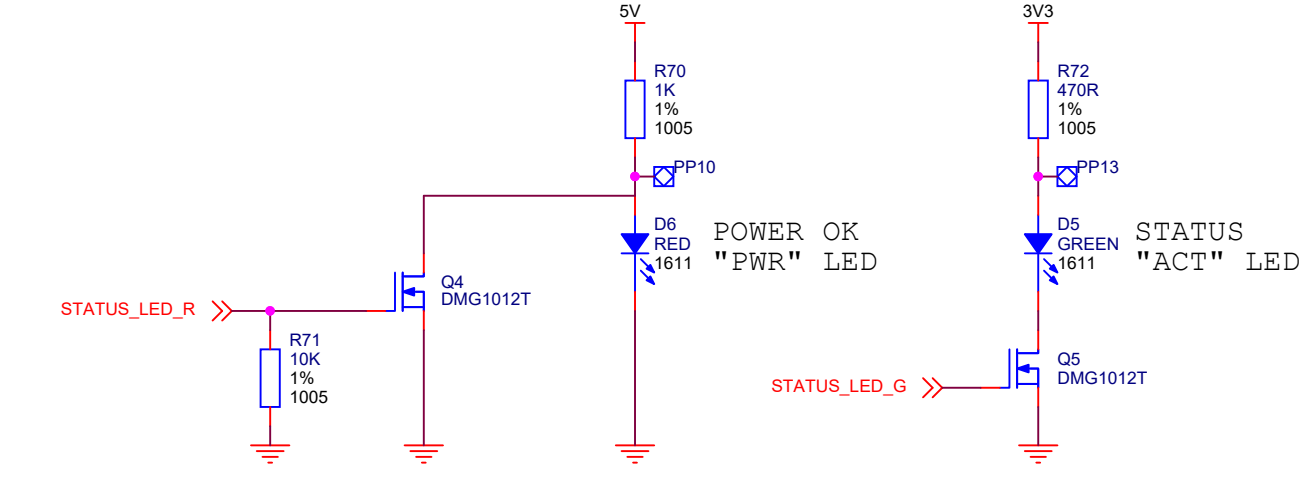 5V
3V3
R70
1K
1%
1005
R72
470R
1%
1005
PP10
PP13
D6
RED
1611
POWER OK
"PWR" LED
D5
GREEN
1611
STATUS
"ACT" LED
Q4
DMG1012T
STATUS_LED_R
R71
10K
1%
1005
Q5
DMG1012T
STATUS_LED_G